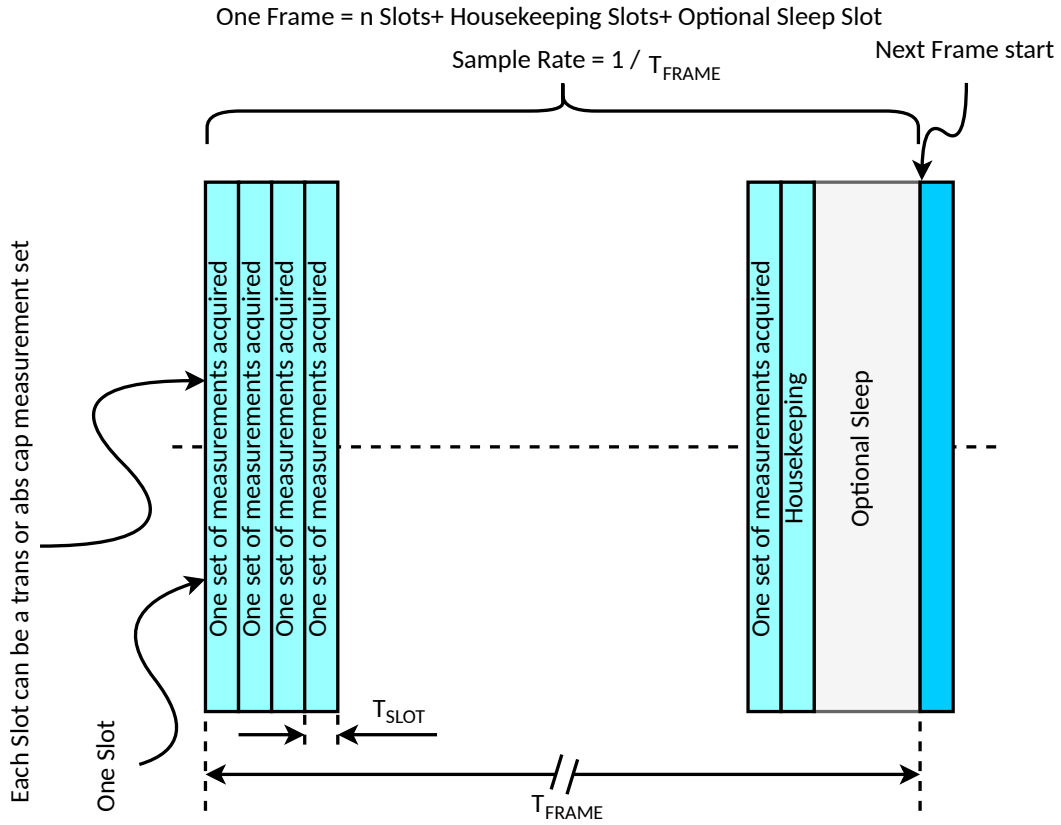 One Frame = n Slots+ Housekeeping Slots+ Optional Sleep Slot
Sample Rate = 1 / TFRAME
Next Frame start
Each Slot can be a trans or abs cap measurement set
One Slot
One set of measurements acquired
One set of measurements acquired
One set of measurements acquired
One set of measurements acquired
One set of measurements acquired
Housekeeping
Optional Sleep
TSLOT
TFRAME